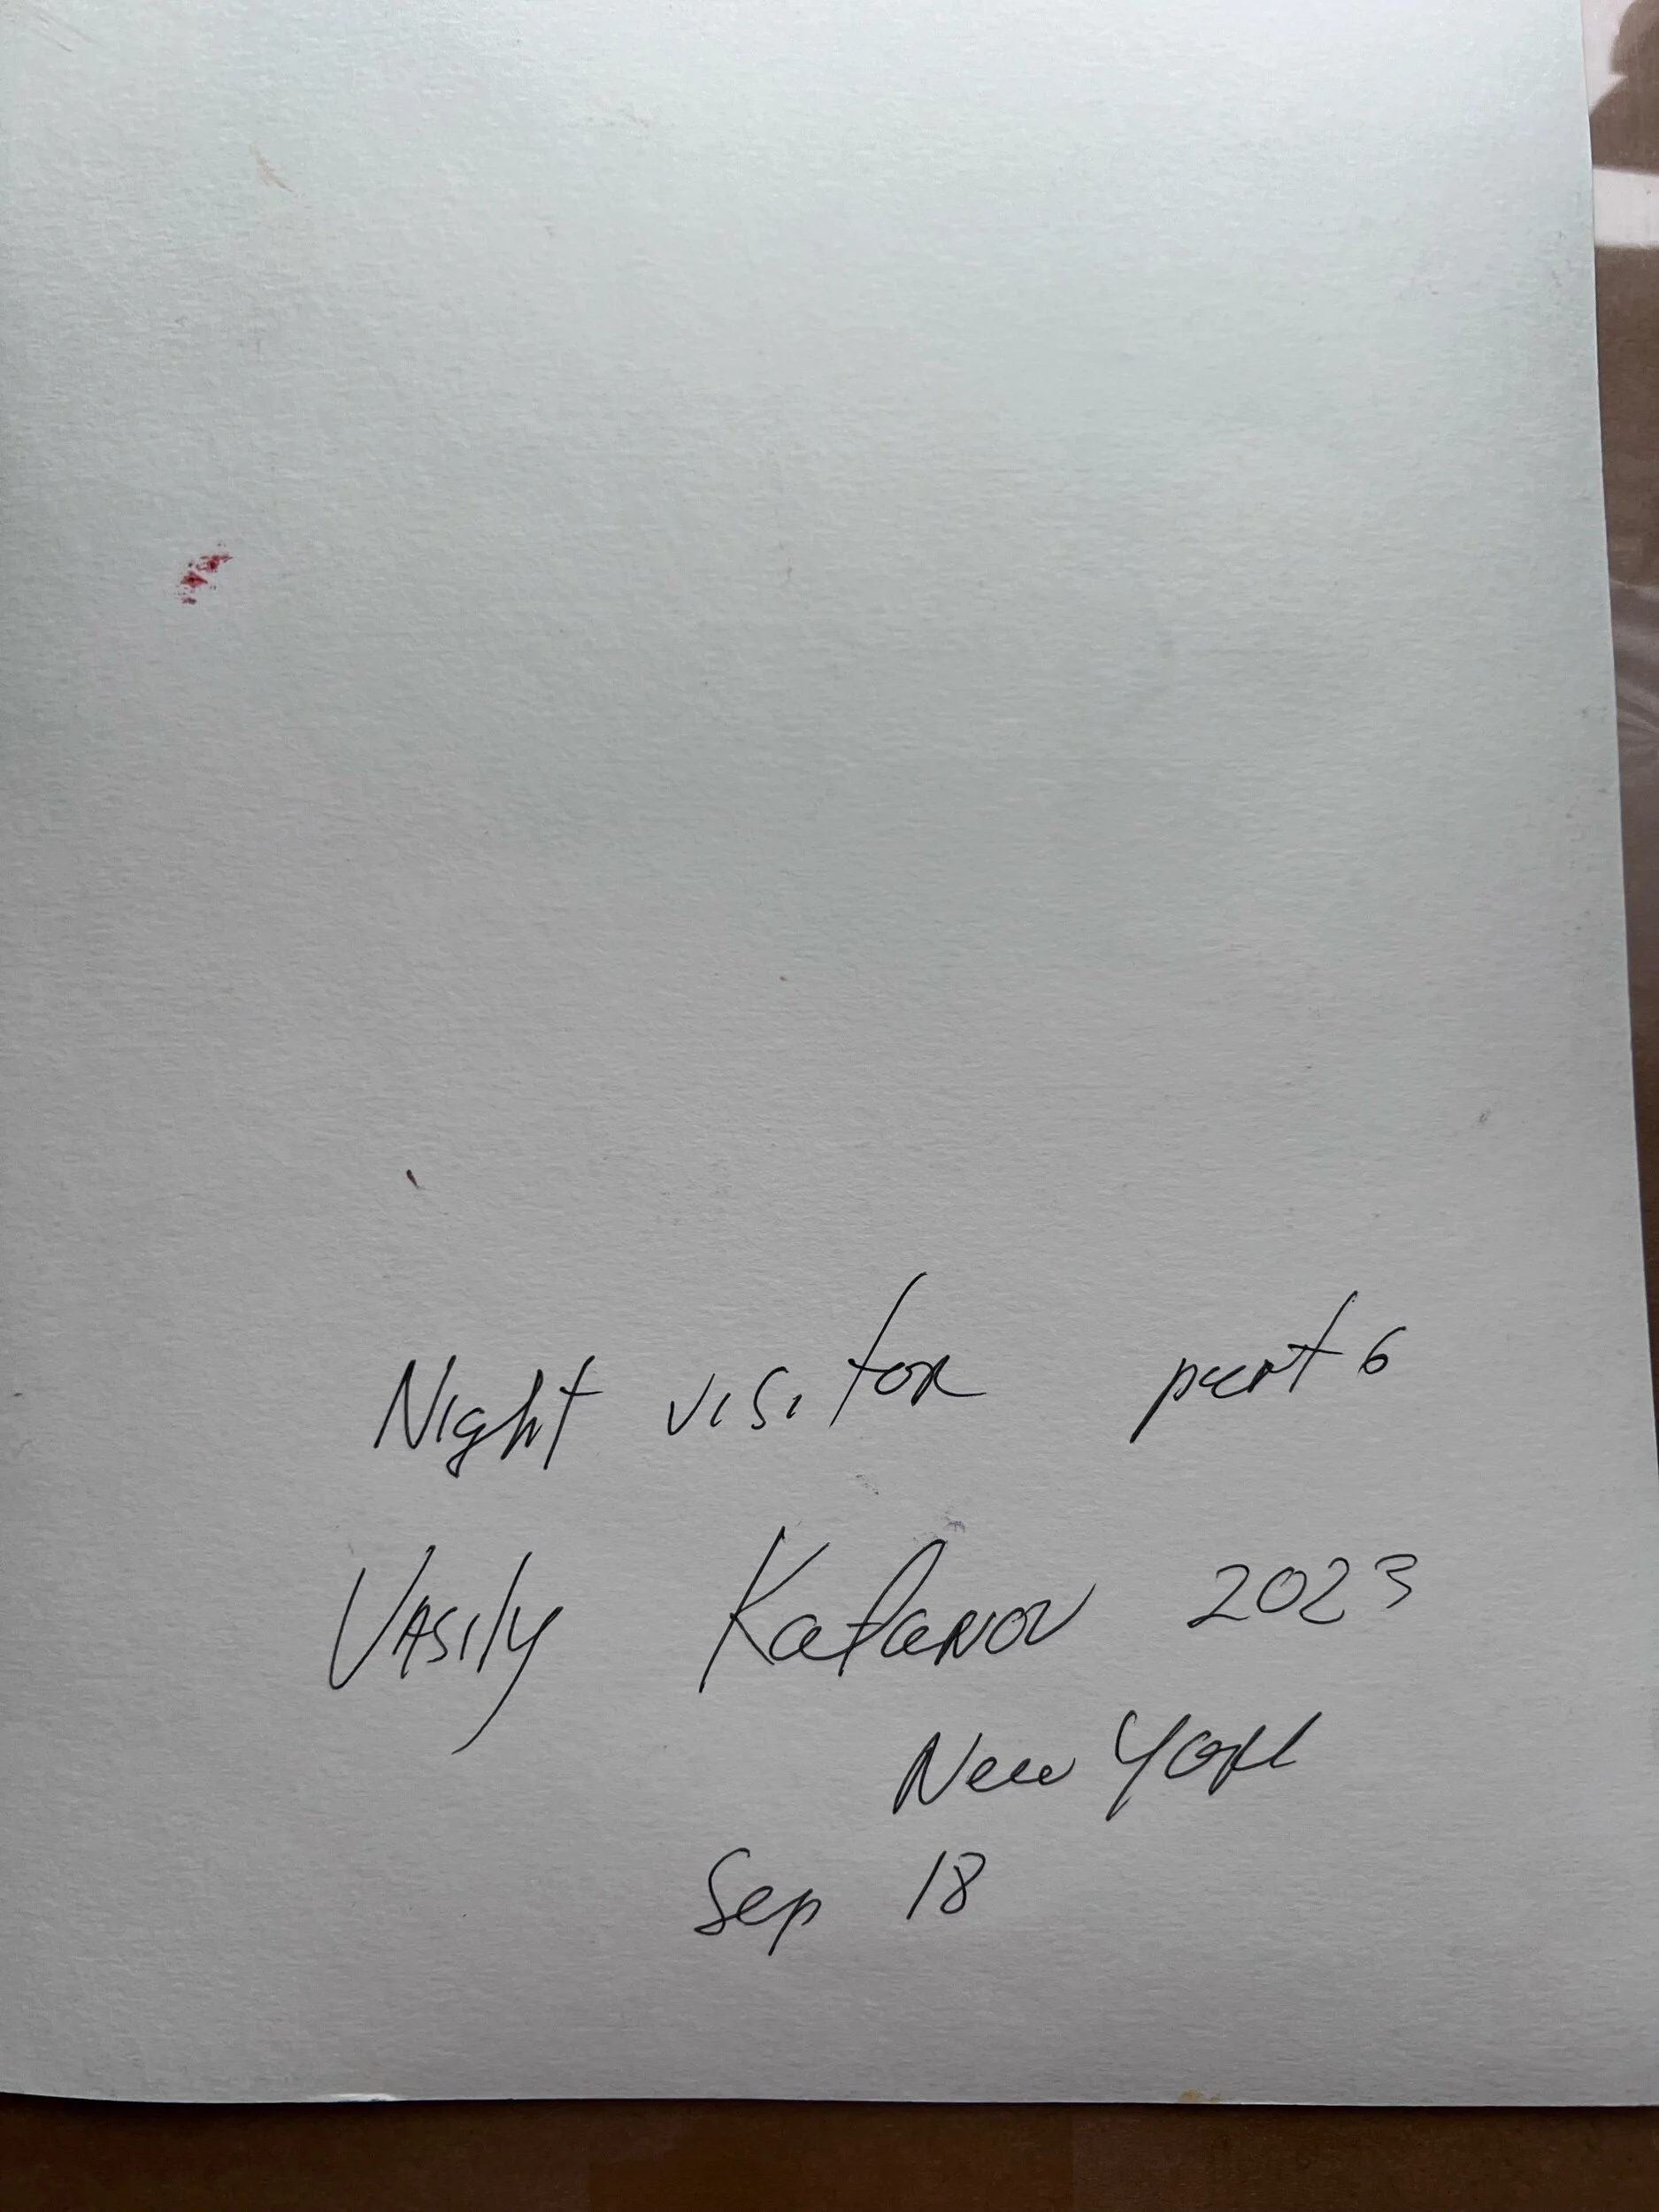 Night visitor part 6
Vasily Kafanov 2023
New York
Sep 18